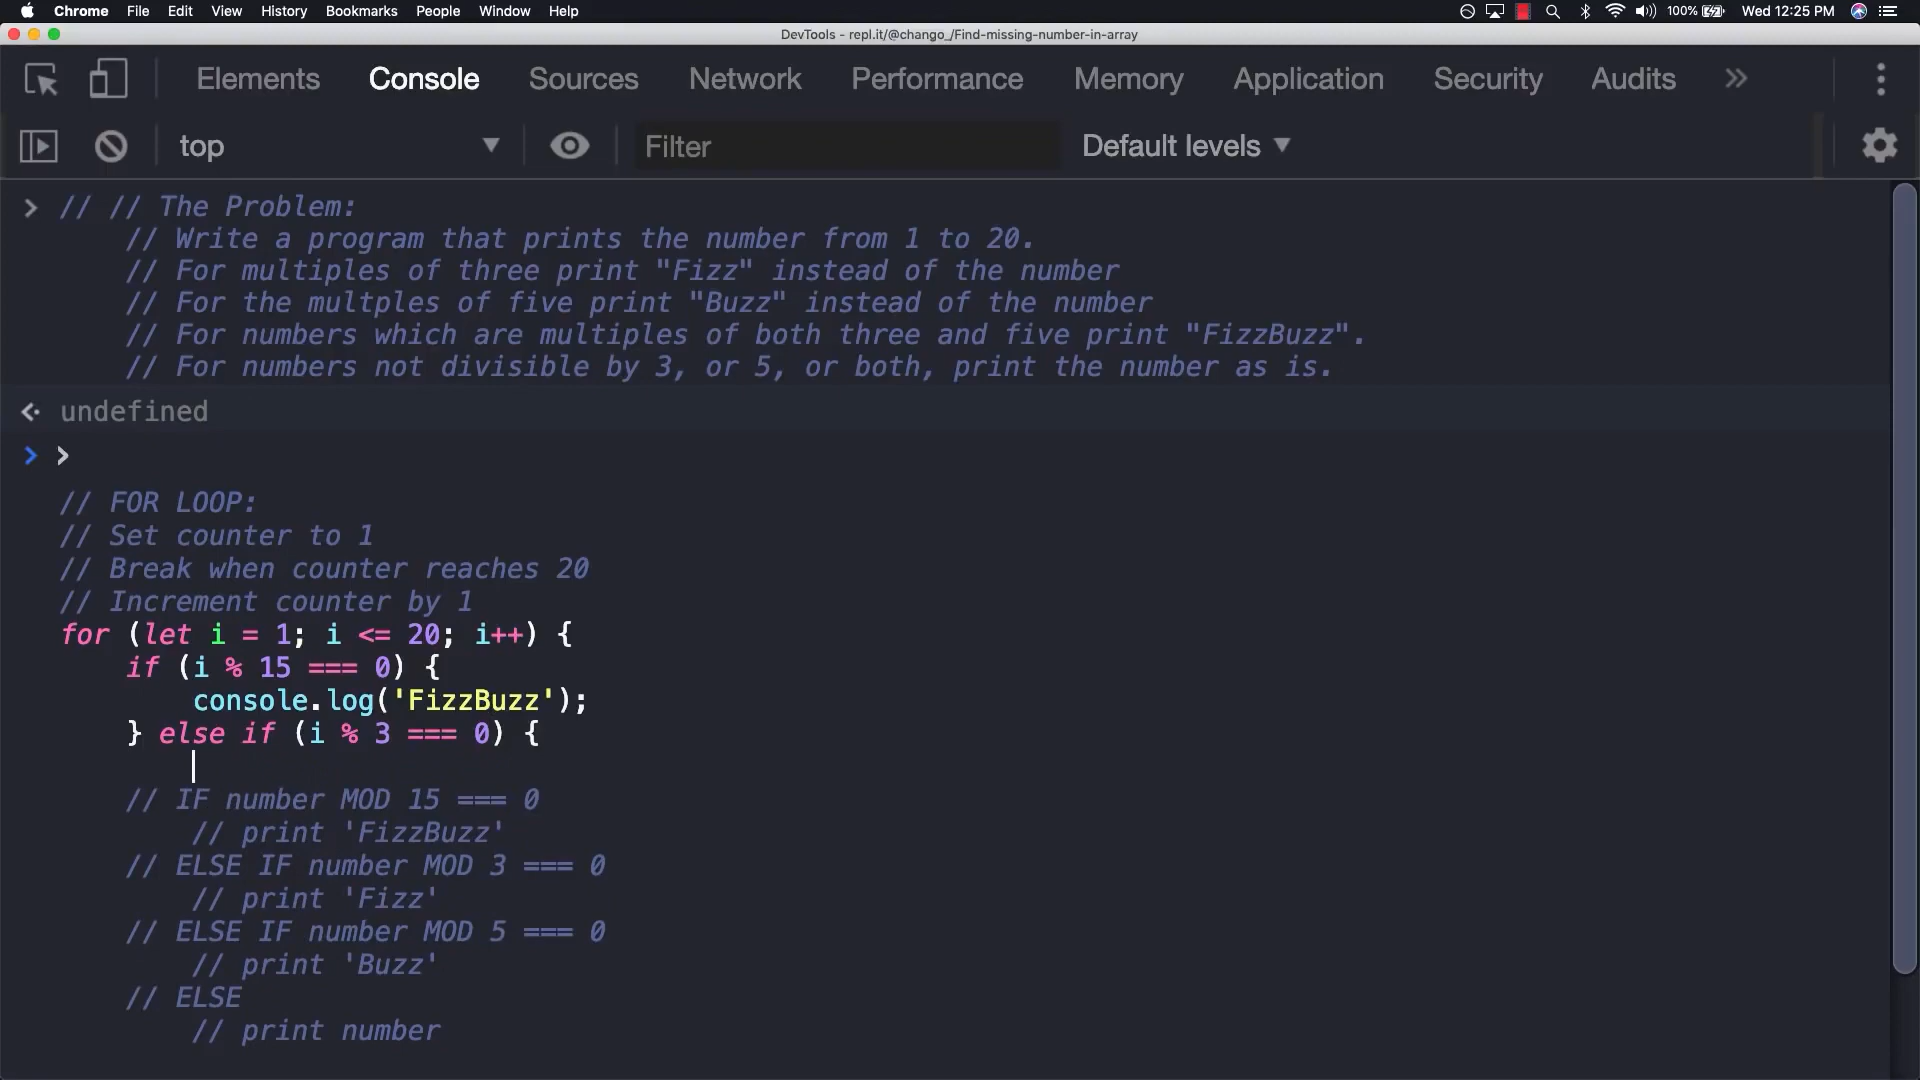 Chrome File Edit View History Bookmarks People Window Help 100% Wed 12:25 PM
DevTools - repl.it/@chango_/Find-missing-number-in-array
Elements Console Sources Network Performance Memory Application Security Audits »
top ▼ Filter Default levels ▼
> // // The Problem:
// Write a program that prints the number from 1 to 20.
// For multiples of three print "Fizz" instead of the number
// For the multples of five print "Buzz" instead of the number
// For numbers which are multiples of both three and five print "FizzBuzz".
// For numbers not divisible by 3, or 5, or both, print the number as is.
undefined
> >
// FOR LOOP:
// Set counter to 1
// Break when counter reaches 20
// Increment counter by 1
for (let i = 1; i <= 20; i++) {
if (i % 15 === 0) {
console.log('FizzBuzz');
} else if (i % 3 === 0) {
// IF number MOD 15 === 0
// print 'FizzBuzz'
// ELSE IF number MOD 3 === 0
// print 'Fizz'
// ELSE IF number MOD 5 === 0
// print 'Buzz'
// ELSE
// print number